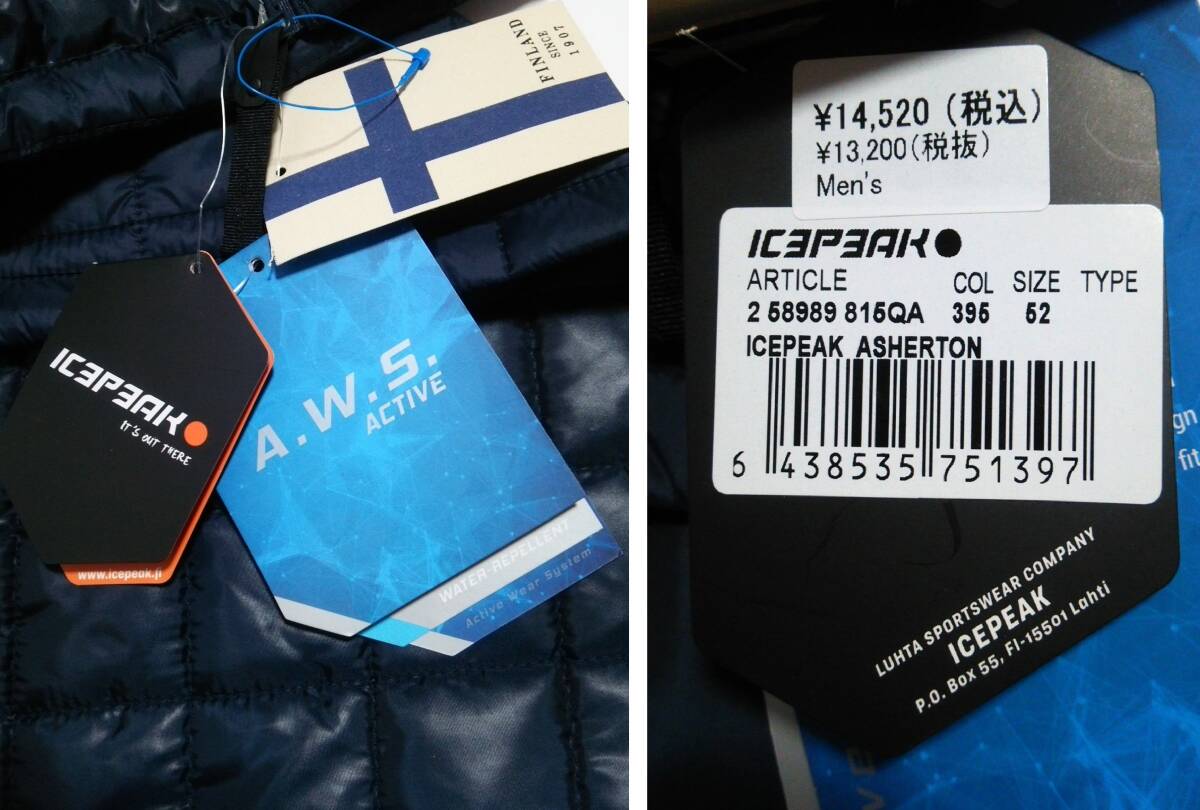 FINLAND
SINCE
1907
ICEPEAK
IT'S OUT THERE
www.icepeak.fi
A.W.S.
ACTIVE
WATER-REPELLENT
Active Wear System
¥14,520 (税込)
¥13,200(税抜)
Men's
ICEPEAK
ARTICLE COL SIZE TYPE
2 58989 815QA 395 52
ICEPEAK ASHERTON
6 438535 751397
LUHTA SPORTSWEAR COMPANY
ICEPEAK
P.O. Box 55, FI-15501 Lahti
fit